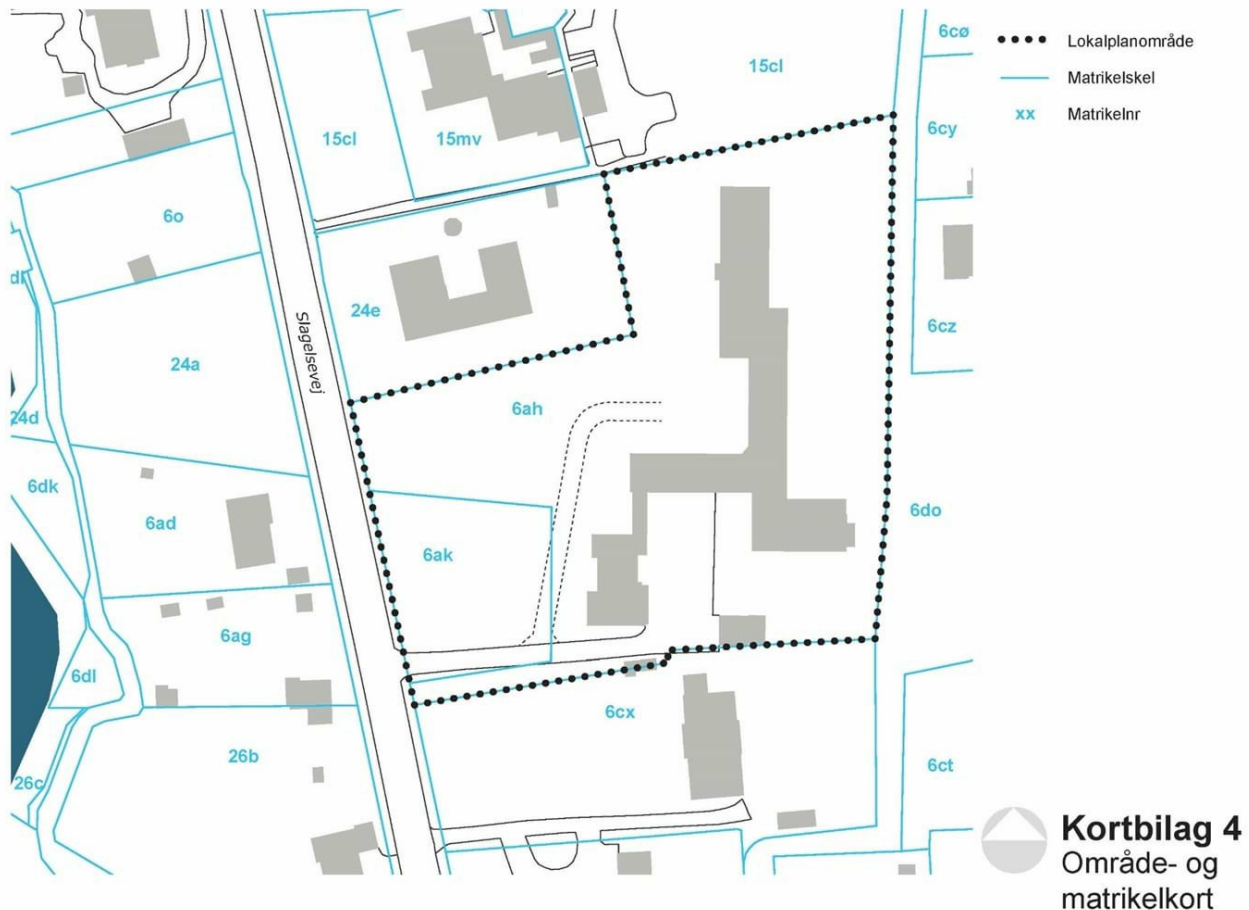 6cø
Lokalplanområde
15cl
Matrikelskel
xx
Matrikelnr
6cy
15cl
15mv
6o
24e
6cz
Slagelsevej
24a
6ah
24d
6dk
6ad
6do
6ak
6ag
6dl
6cx
26b
6ct
26c
Kortbilag 4
Område- og
matrikelkort